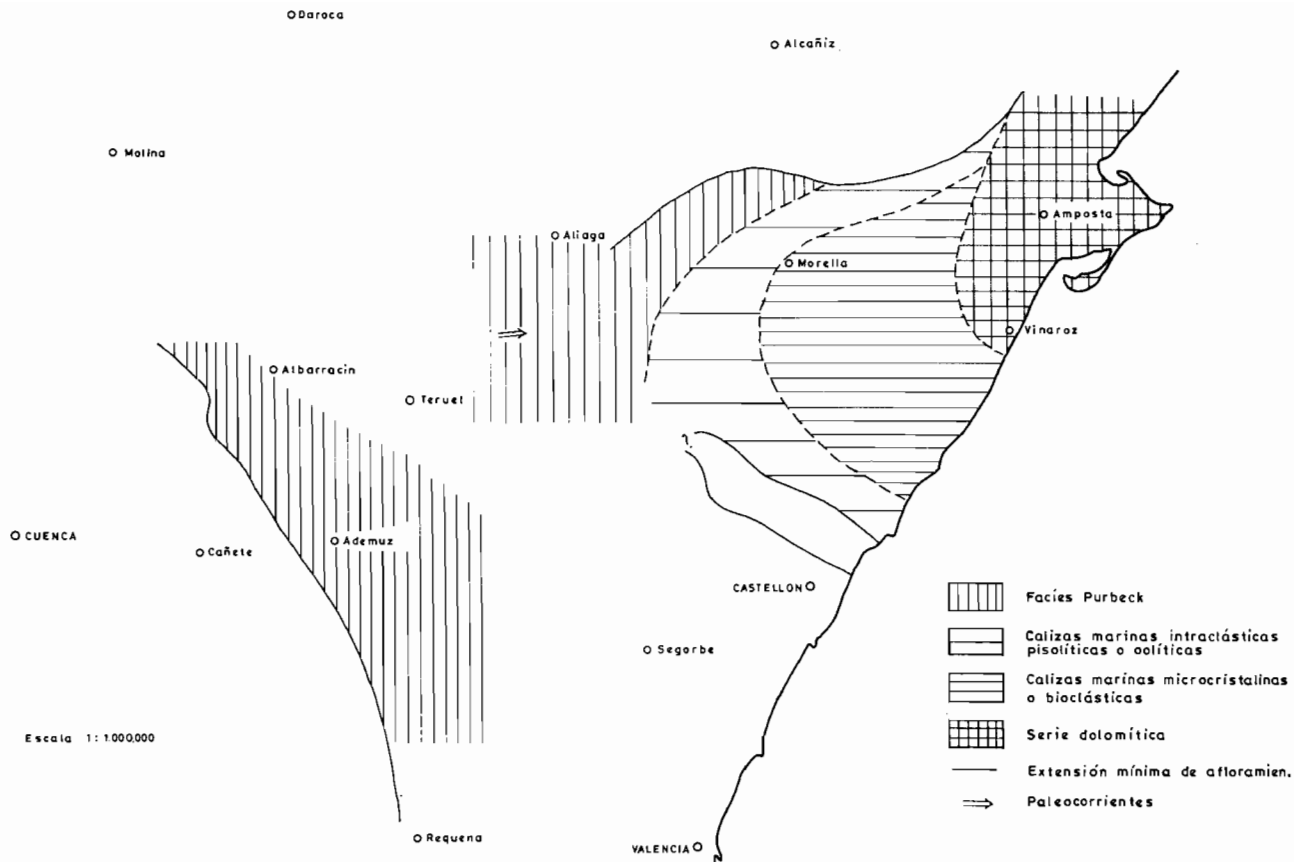 Daroca
Alcañiz
Molina
Amposta
Aliaga
Morella
Vinaroz
Albarracin
Teruel
?
CUENCA
Cañete
Ademuz
CASTELLON
Segorbe
Facies Purbeck
Calizas marinas intraclásticas
pisolíticas o oolíticas
Calizas marinas microcristalinas
o bioclásticas
Serie dolomítica
Extensión mínima de afloramien.
Paleocorrientes
Escala 1: 1.000,000
Requena
VALENCIA